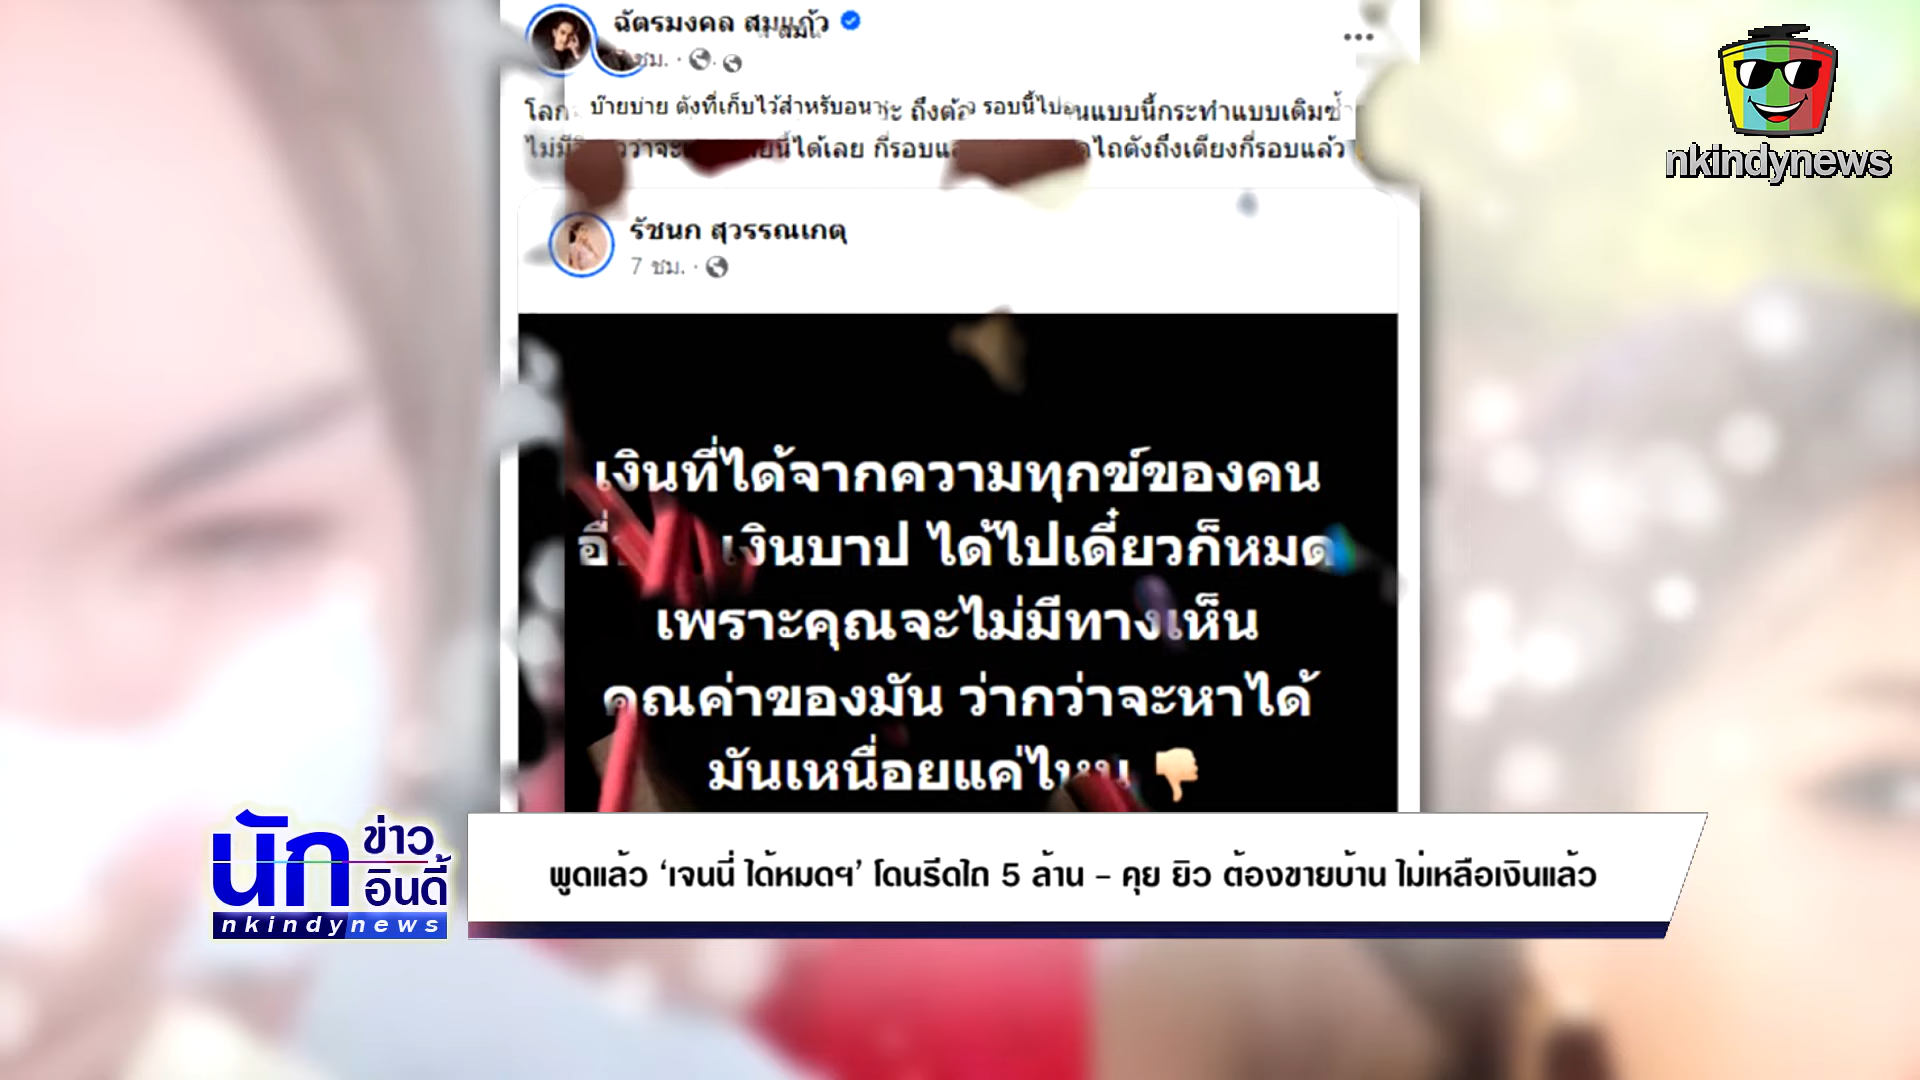 ฉัตรมงคล สมแก้ว
ชม.
nkindynews
บ๊ายบาย ตังที่เก็บไว้สำหรับ
ถึงต้อ
รอบนี้ไป
แบบนี้กระทำแบบเดิม
นี้ได้เลย กี่รอบ
ไถตังถึงเตียงกี่รอบแล้ว
รัชนก สุวรรณเกตุ
7 ชม.
เงินที่ได้จากความทุกข์ของคน
เงินบาป ได้ไปเดี๋ยวก็หมด
เพราะคุณจะไม่มีทางเห็น
คุณค่าของมัน ว่ากว่าจะหาได้
มันเหนื่อยแค่ไหน 👎🏼
นักข่าวอินดี้
nkindynews
พูดแล้ว ‘เจนนี่ ได้หมดฯ’ โดนรีดไถ 5 ล้าน – คุย ยิว ต้องขายบ้าน ไม่เหลือเงินแล้ว